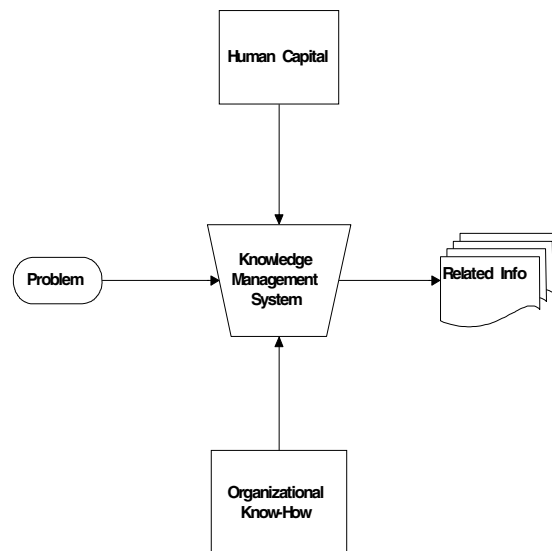 Human Capital
Problem
Knowledge
Management
System
Related Info
Organizational
Know-How